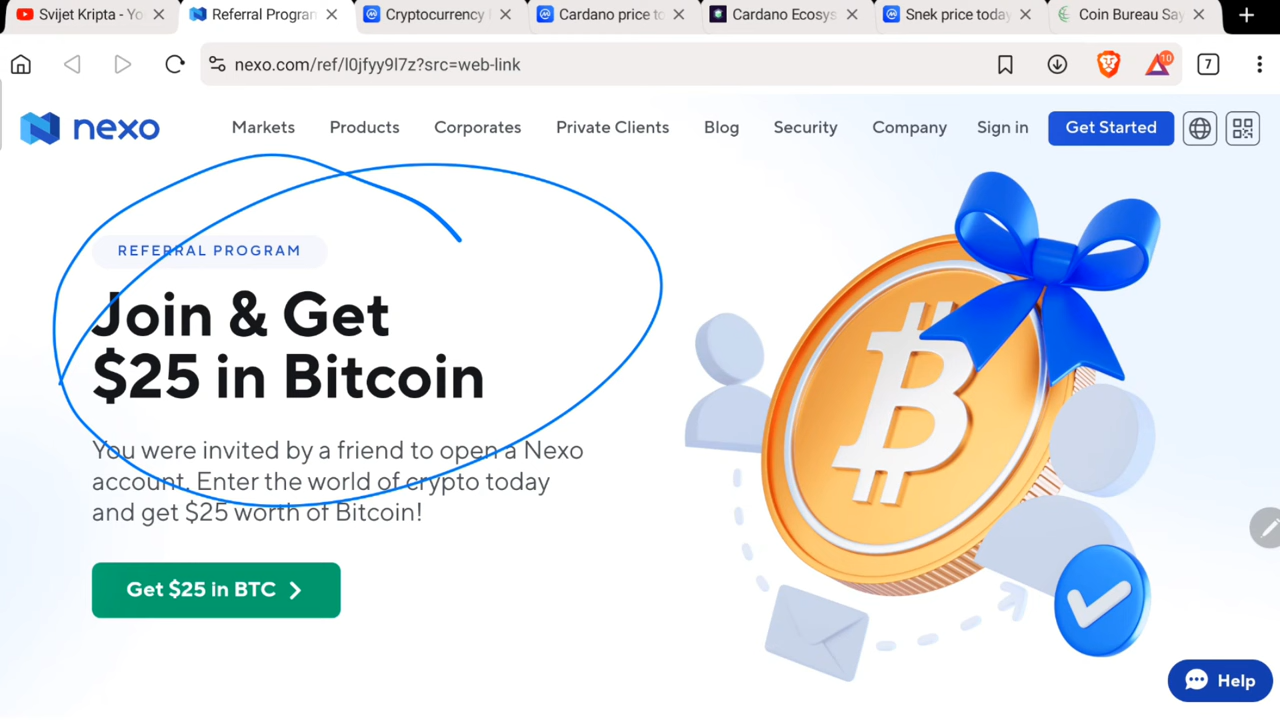 Svijet Kripta - Yo
Referral Progran
Cryptocurrency
Cardano price to
Cardano Ecosys
Snek price today
Coin Bureau Say
nexo.com/ref/l0jfyy9l7z?src=web-link
10
7
nexo
Markets
Products
Corporates
Private Clients
Blog
Security
Company
Sign in
Get Started
REFERRAL PROGRAM
Join & Get
$25 in Bitcoin
You were invited by a friend to open a Nexo
account. Enter the world of crypto today
and get $25 worth of Bitcoin!
Get $25 in BTC
Help